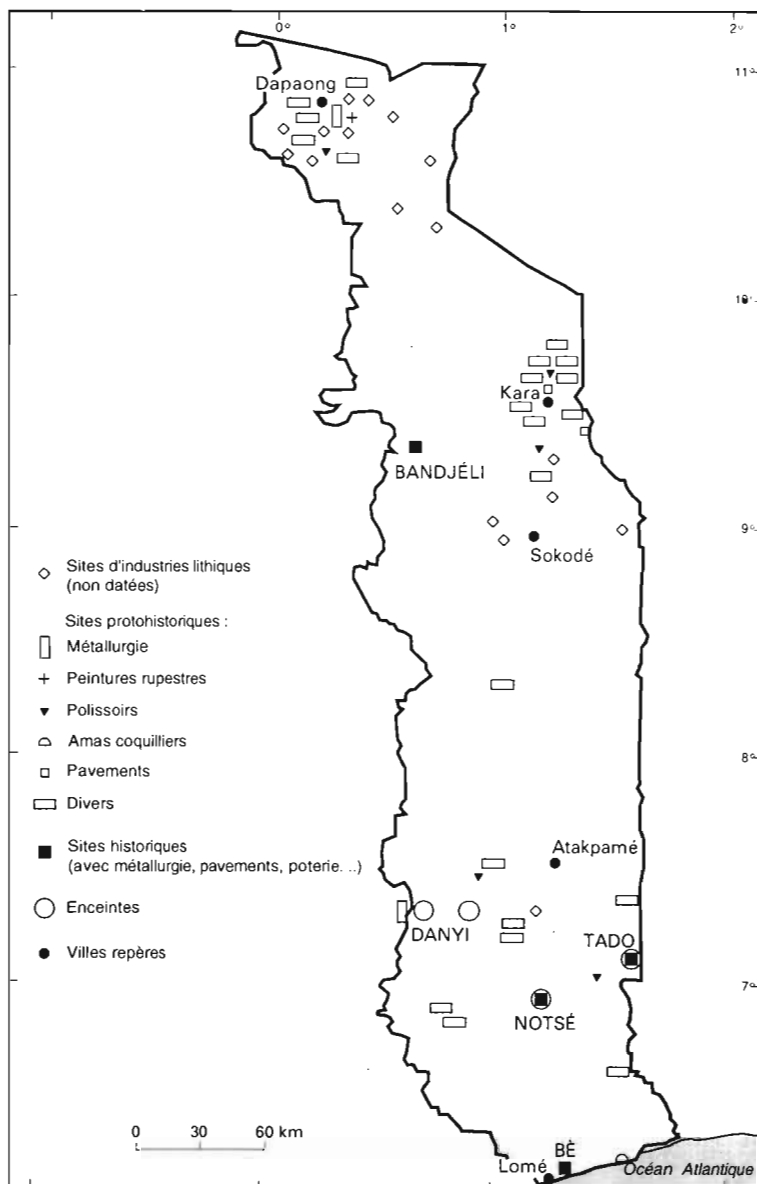 0° 1° 2°
11°
Dapaong
10°
Kara
BANDJÉLI
9°
Sokodé
Sites d'industries lithiques
(non datées)
Sites protohistoriques :
Métallurgie
Peintures rupestres
Polissoirs
Amas coquilliers
Pavements
Divers
Sites historiques
(avec métallurgie, pavements, poterie...)
Enceintes
Villes repères
8°
Atakpamé
DANYI
TADO
7°
NOTSÉ
0 30 60 km
BÈ
Lomé
Océan Atlantique